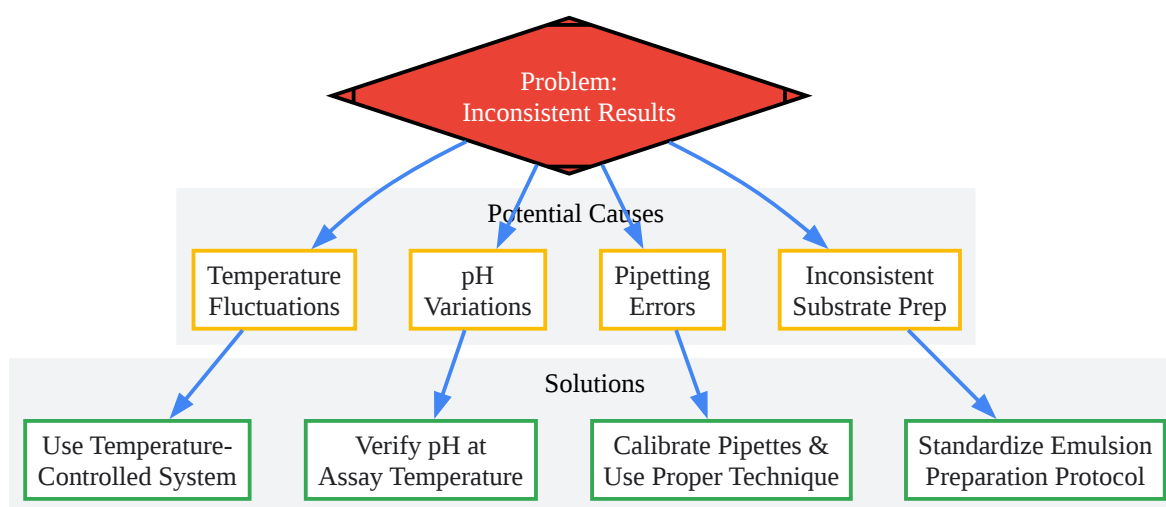 Problem:
Inconsistent Results
Potential Causes
Temperature
Fluctuations
pH
Variations
Pipetting
Errors
Inconsistent
Substrate Prep
Solutions
Use Temperature-
Controlled System
Verify pH at
Assay Temperature
Calibrate Pipettes &
Use Proper Technique
Standardize Emulsion
Preparation Protocol